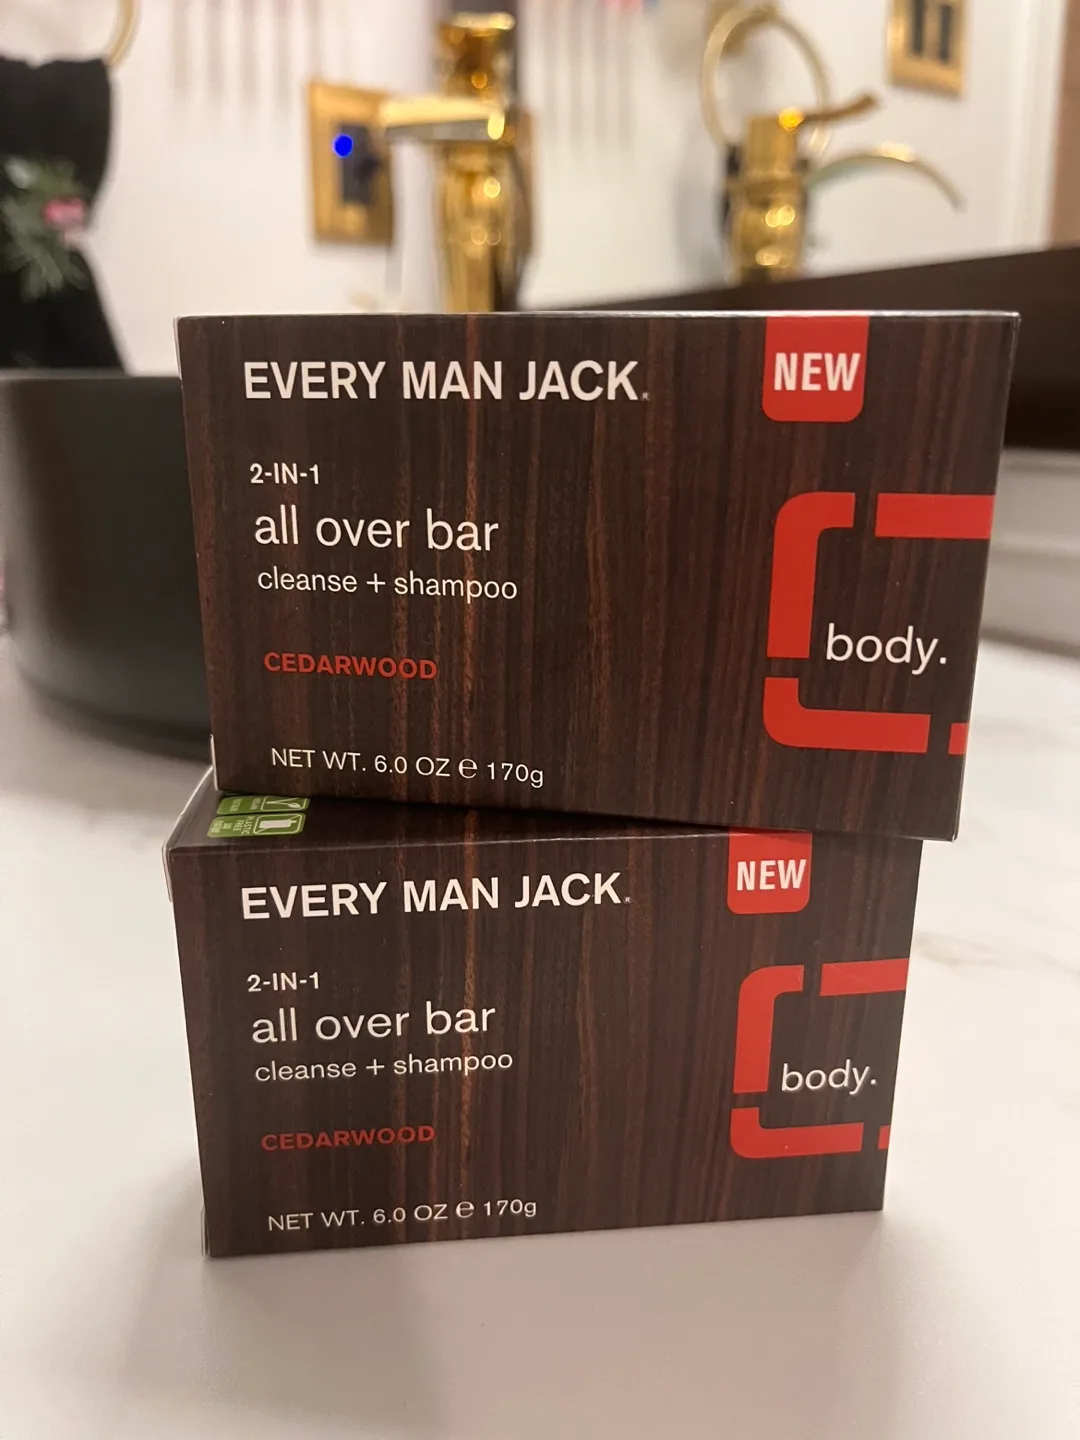 EVERY MAN JACK®
NEW
2-IN-1
all over bar
cleanse + shampoo
body.
CEDARWOOD
NET WT. 6.0 OZ ℮ 170g
EVERY MAN JACK®
NEW
2-IN-1
all over bar
cleanse + shampoo
body.
CEDARWOOD
NET WT. 6.0 OZ ℮ 170g